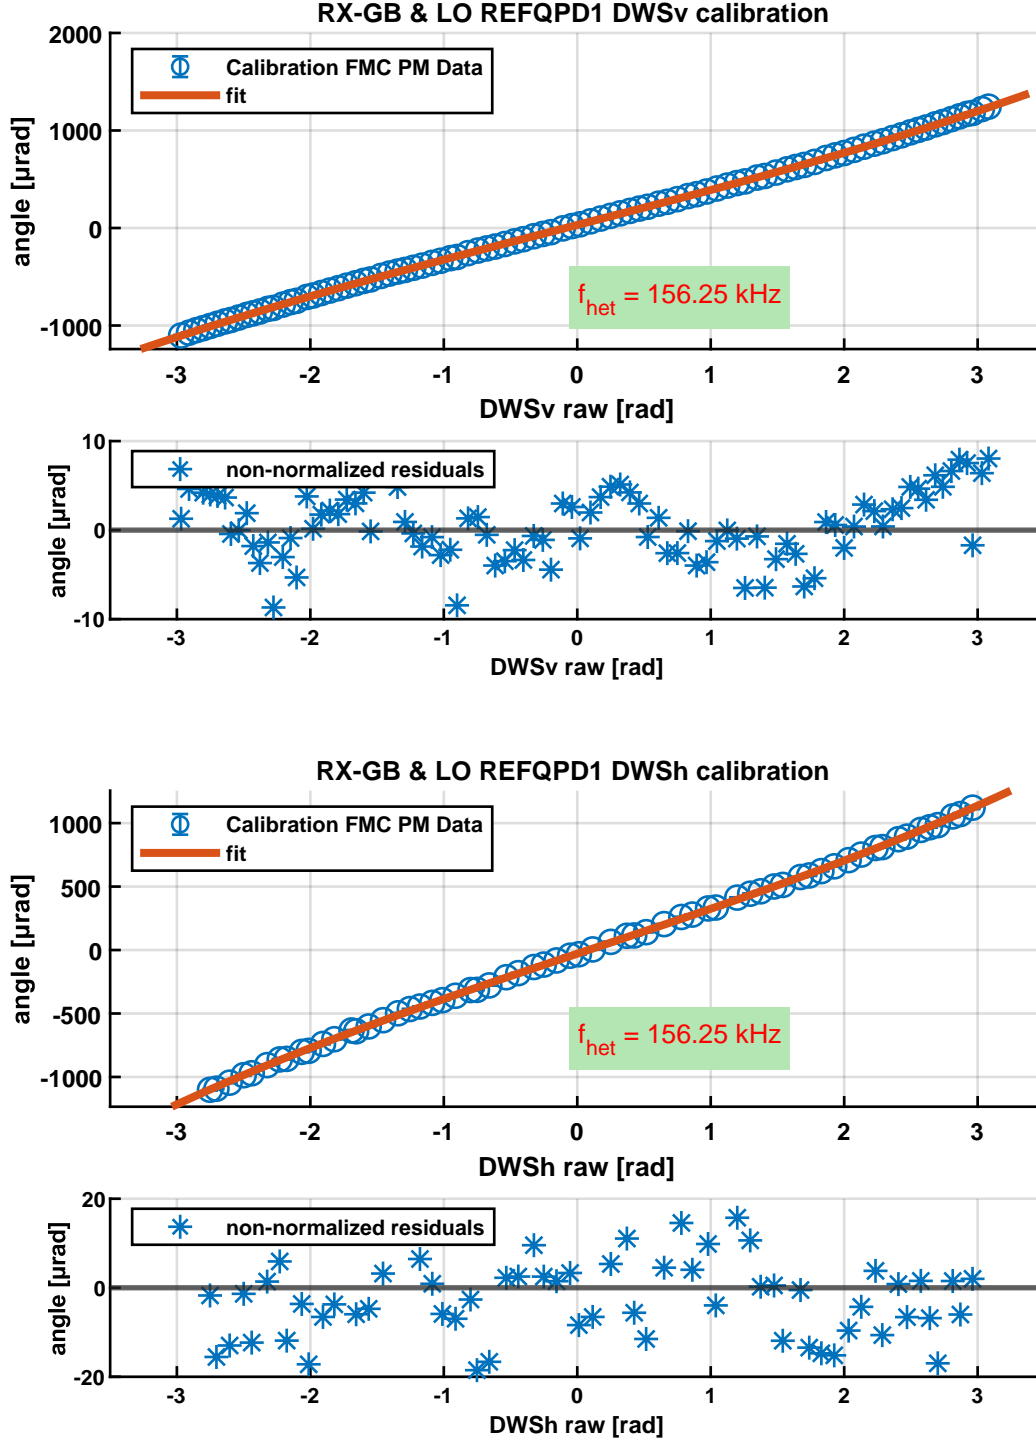 RX-GB & LO REFQPD1 DWSv calibration
2000
1000
0
-1000
angle [µrad]
Calibration FMC PM Data
fit
f_het = 156.25 kHz
-3 -2 -1 0 1 2 3
DWSv raw [rad]
10
0
-10
angle [µrad]
non-normalized residuals
-3 -2 -1 0 1 2 3
DWSv raw [rad]
RX-GB & LO REFQPD1 DWSh calibration
1000
500
0
-500
-1000
angle [µrad]
Calibration FMC PM Data
fit
f_het = 156.25 kHz
-3 -2 -1 0 1 2 3
DWSh raw [rad]
20
0
-20
angle [µrad]
non-normalized residuals
-3 -2 -1 0 1 2 3
DWSh raw [rad]